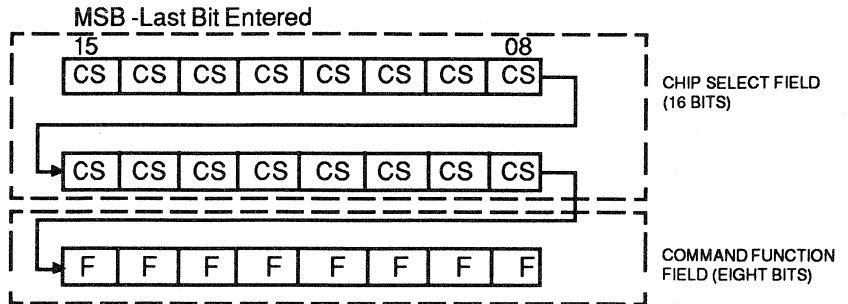 MSB -Last Bit Entered
15 08
CS CS CS CS CS CS CS CS
CHIP SELECT FIELD
(16 BITS)
CS CS CS CS CS CS CS CS
F F F F F F F F
COMMAND FUNCTION
FIELD (EIGHT BITS)